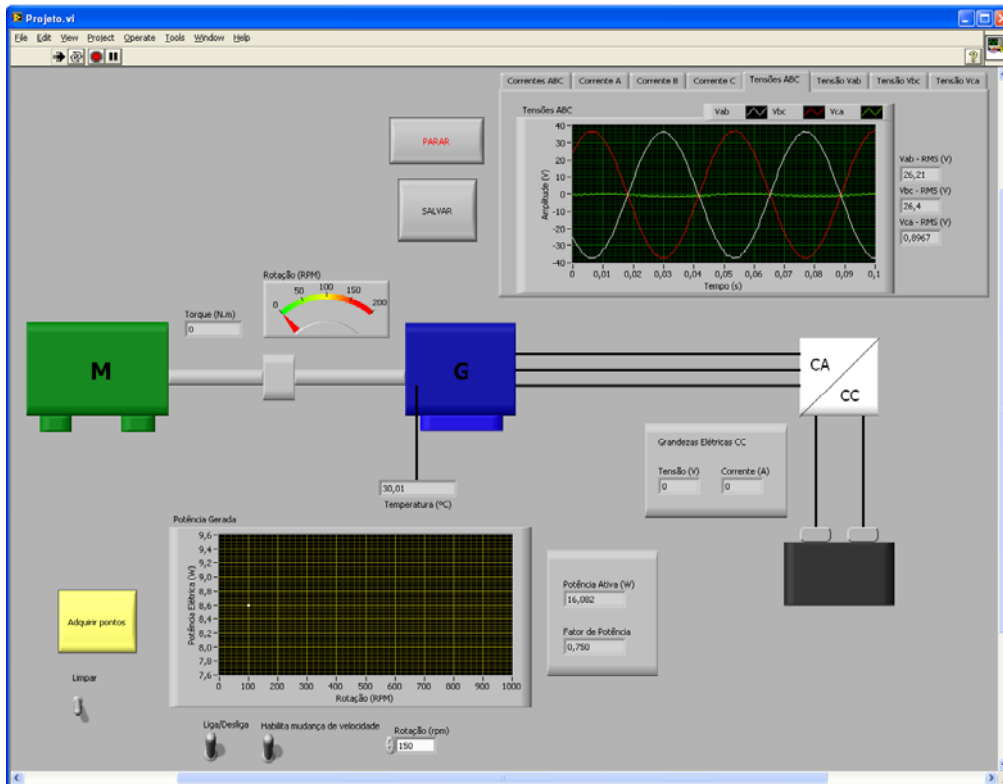 Projeto.vi
File Edit View Project Operate Tools Window Help
Correntes ABC Corrente A Corrente B Corrente C Tensões ABC Tensão Vab Tensão Vbc Tensão Vca
Tensões ABC
Vab Vbc Vca
PARAR
SALVAR
Amplitude (V)
40
30
20
10
0
-10
-20
-30
-40
0 0,01 0,02 0,03 0,04 0,05 0,06 0,07 0,08 0,09 0,1
Tempo (s)
Vab - RMS (V)
26,21
Vbc - RMS (V)
26,4
Vca - RMS (V)
0,8967
Rotação (RPM)
0 50 100 150 200
Torque (N.m)
0
M
G
CA
CC
Grandezas Elétricas CC
Tensão (V) Corrente (A)
0 0
30,01
Temperatura (ºC)
Potência Gerada
Potência Elétrica (W)
9,6
9,4
9,2
9,0
8,8
8,6
8,4
8,2
8,0
7,8
7,6
0 100 200 300 400 500 600 700 800 900 1000
Rotação (RPM)
Potência Ativa (W)
16,082
Fator de Potência
0,750
Adquirir pontos
Limpar
Liga/Desliga Habilita mudança de velocidade Rotação (rpm)
150